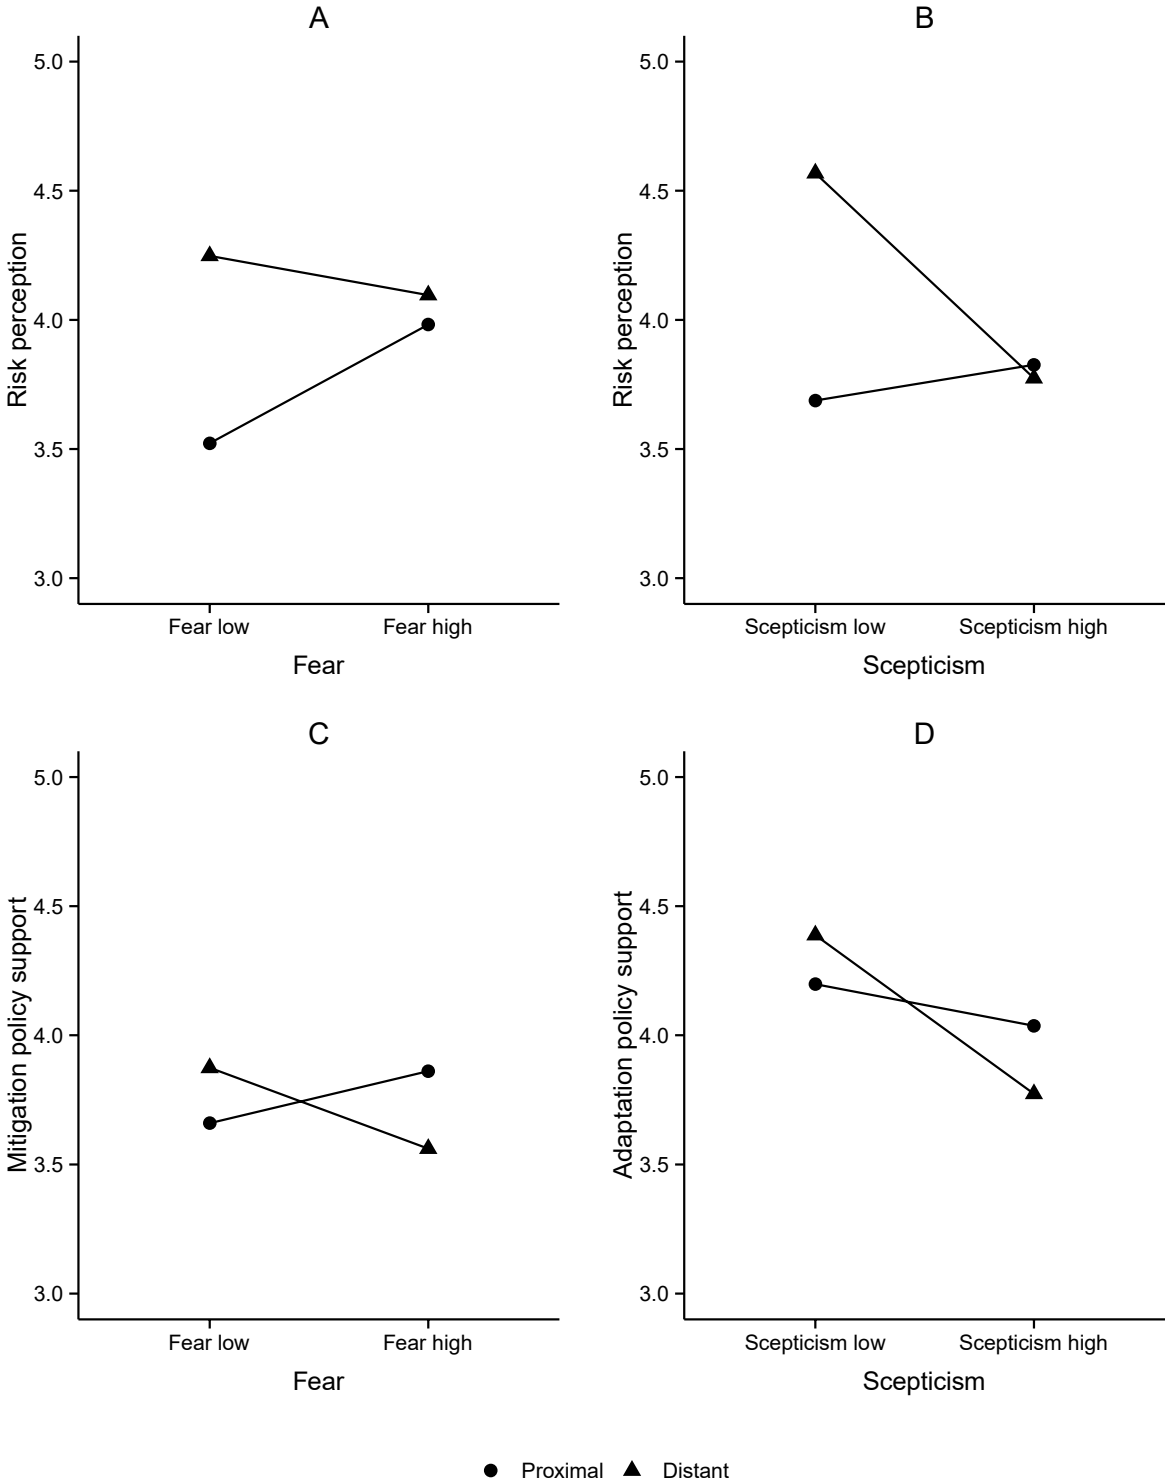 A
5.0
4.5
4.0
3.5
3.0
Risk perception
Fear low Fear high
Fear
B
5.0
4.5
4.0
3.5
3.0
Risk perception
Scepticism low Scepticism high
Scepticism
C
5.0
4.5
4.0
3.5
3.0
Mitigation policy support
Fear low Fear high
Fear
D
5.0
4.5
4.0
3.5
3.0
Adaptation policy support
Scepticism low Scepticism high
Scepticism
Proximal Distant